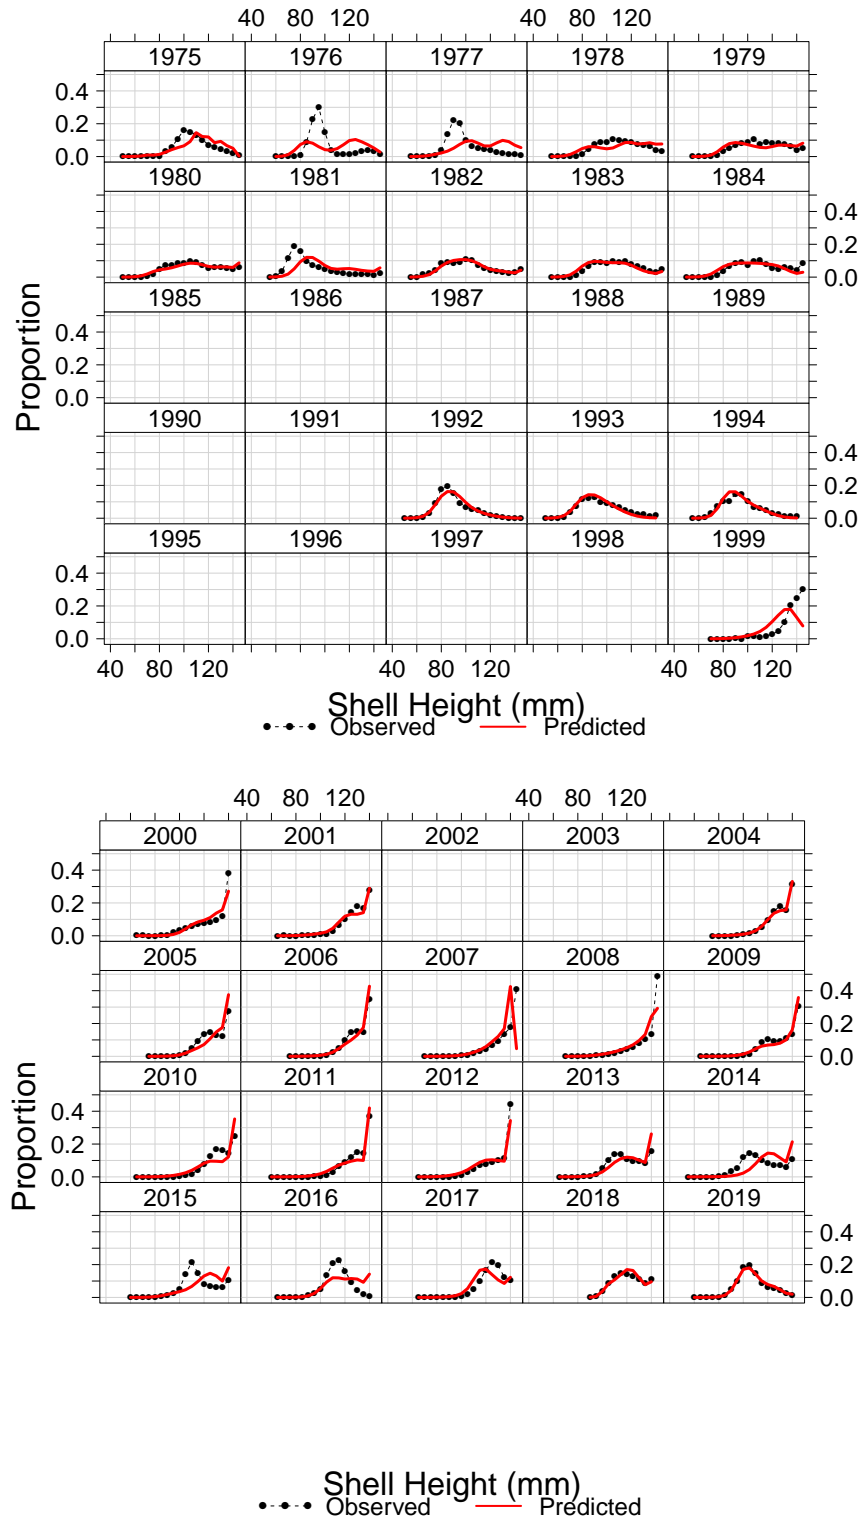 40 80 120 40 80 120
1975 1976 1977 1978 1979
0.4
0.2
0.0
1980 1981 1982 1983 1984
0.4
0.2
0.0
1985 1986 1987 1988 1989
0.4
0.2
0.0
1990 1991 1992 1993 1994
0.4
0.2
0.0
1995 1996 1997 1998 1999
0.4
0.2
0.0
40 80 120 40 80 120 40 80 120
Proportion
Shell Height (mm)
Observed Predicted
40 80 120 40 80 120
2000 2001 2002 2003 2004
0.4
0.2
0.0
2005 2006 2007 2008 2009
0.4
0.2
0.0
2010 2011 2012 2013 2014
0.4
0.2
0.0
2015 2016 2017 2018 2019
0.4
0.2
0.0
Proportion
Shell Height (mm)
Observed Predicted